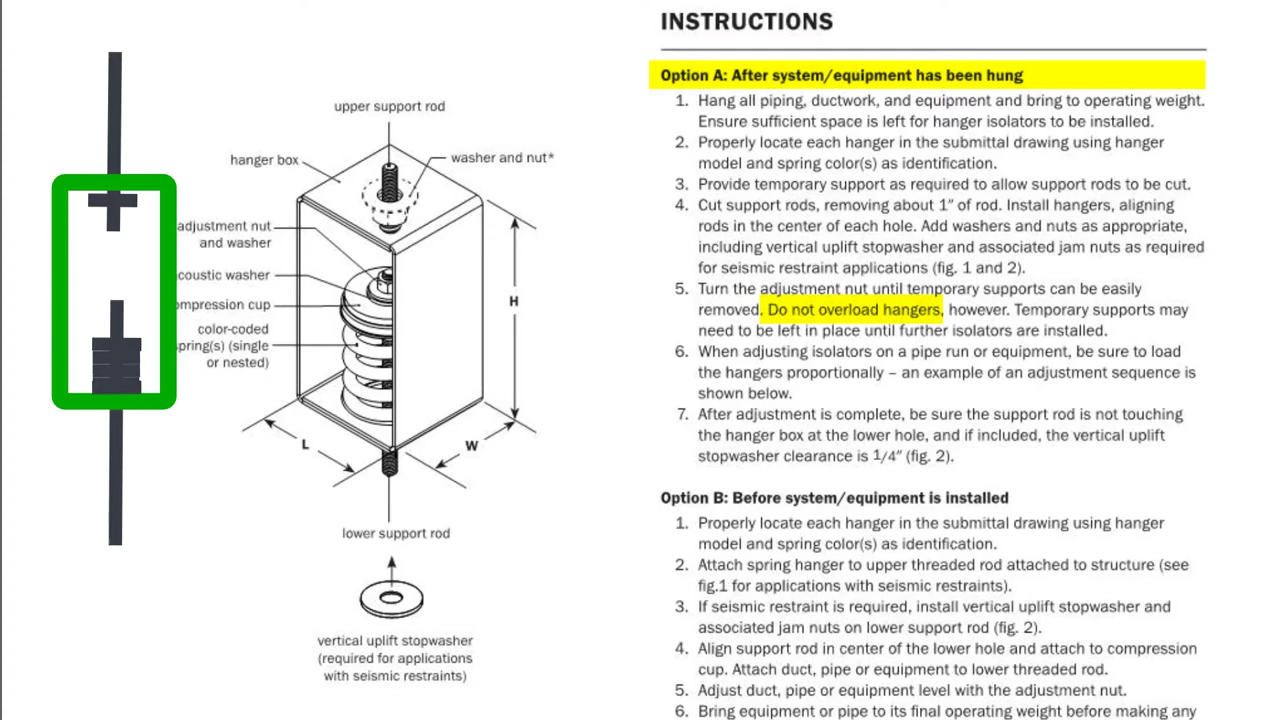 upper support rod
hanger box
washer and nut*
adjustment nut
and washer
coustic washer
ompression cup
color-coded
spring(s) (single
or nested)
H
L
W
lower support rod
vertical uplift stopwasher
(required for applications
with seismic restraints)
INSTRUCTIONS
Option A: After system/equipment has been hung
1. Hang all piping, ductwork, and equipment and bring to operating weight.
Ensure sufficient space is left for hanger isolators to be installed.
2. Properly locate each hanger in the submittal drawing using hanger
model and spring color(s) as identification.
3. Provide temporary support as required to allow support rods to be cut.
4. Cut support rods, removing about 1" of rod. Install hangers, aligning
rods in the center of each hole. Add washers and nuts as appropriate,
including vertical uplift stopwasher and associated jam nuts as required
for seismic restraint applications (fig. 1 and 2).
5. Turn the adjustment nut until temporary supports can be easily
removed. Do not overload hangers, however. Temporary supports may
need to be left in place until further isolators are installed.
6. When adjusting isolators on a pipe run or equipment, be sure to load
the hangers proportionally – an example of an adjustment sequence is
shown below.
7. After adjustment is complete, be sure the support rod is not touching
the hanger box at the lower hole, and if included, the vertical uplift
stopwasher clearance is 1/4" (fig. 2).
Option B: Before system/equipment is installed
1. Properly locate each hanger in the submittal drawing using hanger
model and spring color(s) as identification.
2. Attach spring hanger to upper threaded rod attached to structure (see
fig.1 for applications with seismic restraints).
3. If seismic restraint is required, install vertical uplift stopwasher and
associated jam nuts on lower support rod (fig. 2).
4. Align support rod in center of the lower hole and attach to compression
cup. Attach duct, pipe or equipment to lower threaded rod.
5. Adjust duct, pipe or equipment level with the adjustment nut.
6. Bring equipment or pipe to its final operating weight before making any